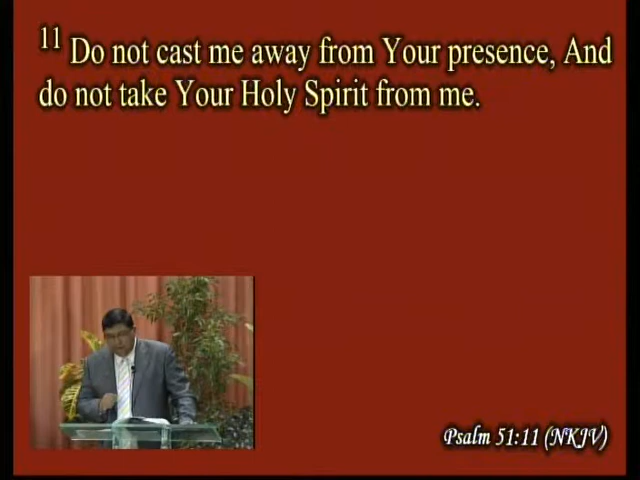 11 Do not cast me away from Your presence, And
do not take Your Holy Spirit from me.
Psalm 51:11 (NKJV)